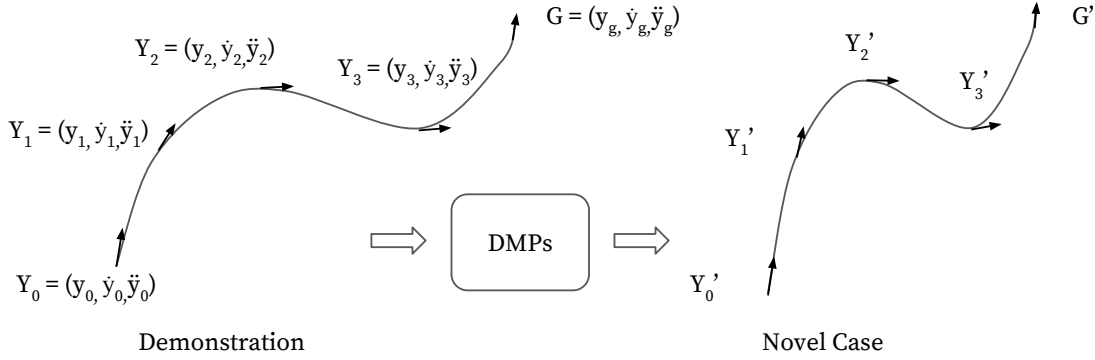 G = (y_g, ẏ_g,ÿ_g)
G’
Y_2 = (y_2, ẏ_2,ÿ_2)
Y_2’
Y_3 = (y_3, ẏ_3,ÿ_3)
Y_3’
Y_1 = (y_1, ẏ_1,ÿ_1)
Y_1’
DMPs
Y_0 = (y_0, ẏ_0,ÿ_0)
Y_0’
Demonstration
Novel Case